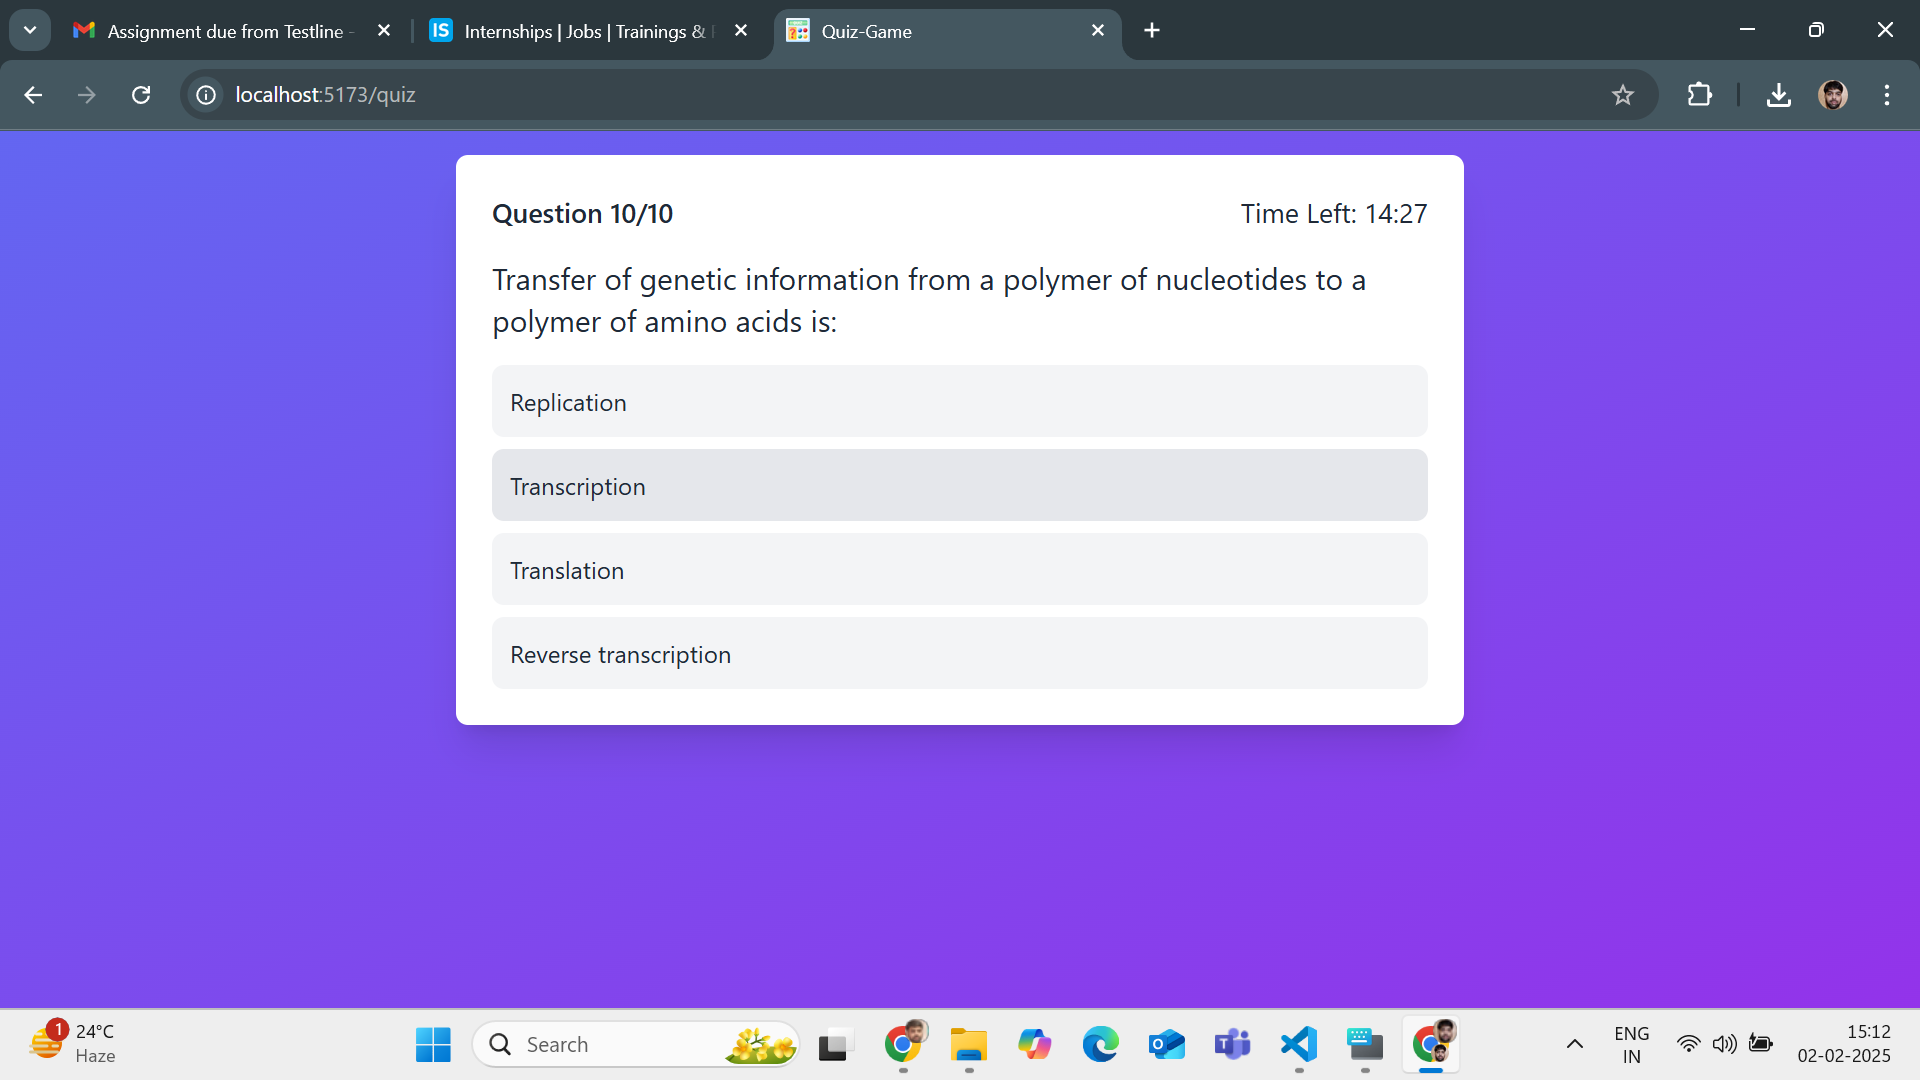 Assignment due from Testline -
IS
Internships | Jobs | Trainings &
Quiz-Game
localhost:5173/quiz
Question 10/10
Time Left: 14:27
Transfer of genetic information from a polymer of nucleotides to a
polymer of amino acids is:
Replication
Transcription
Translation
Reverse transcription
1
24°C
Haze
Search
ENG
IN
15:12
02-02-2025